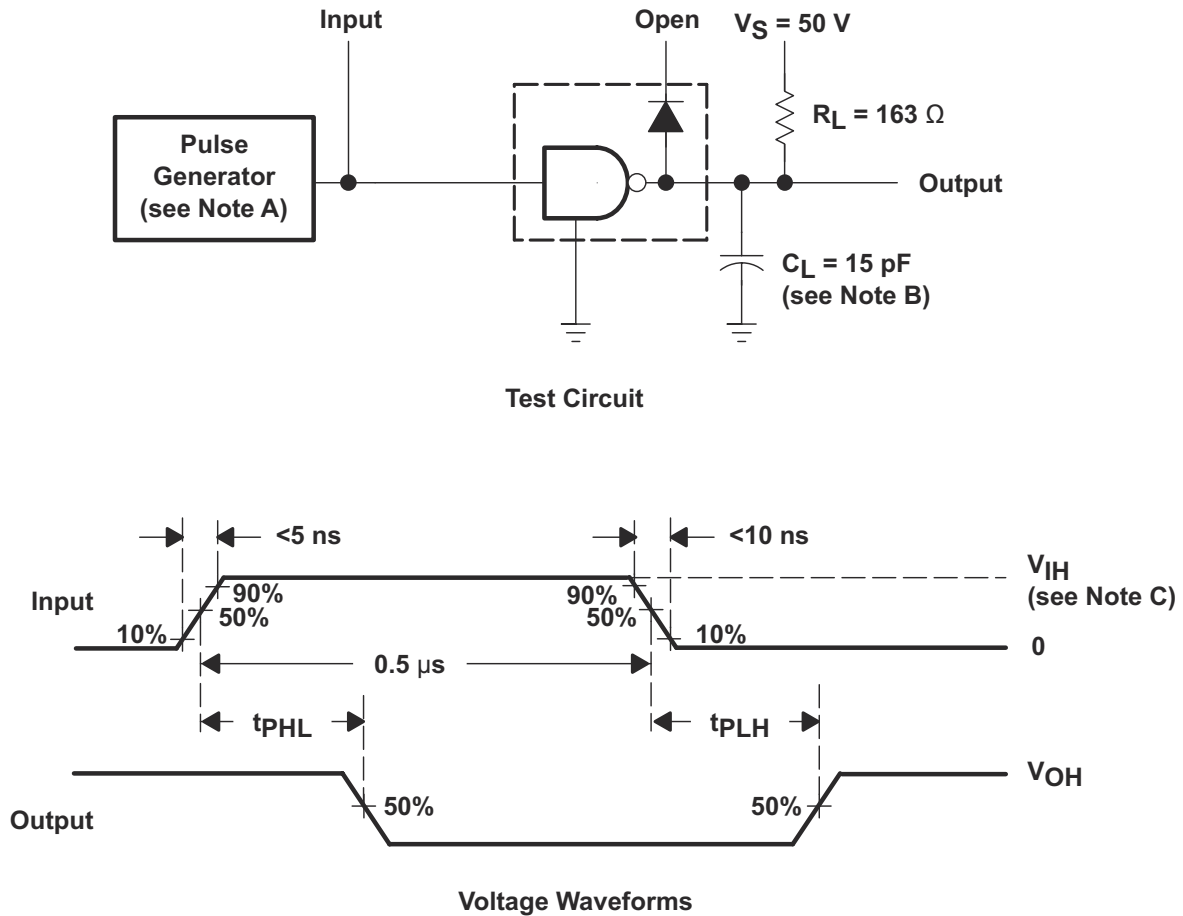 Input
Open
VS = 50 V
Pulse
Generator
(see Note A)
RL = 163 Ω
Output
CL = 15 pF
(see Note B)
Test Circuit
<5 ns
<10 ns
VIH
(see Note C)
Input
90%
90%
50%
50%
10%
10%
0
0.5 µs
tPHL
tPLH
VOH
Output
50%
50%
Voltage Waveforms